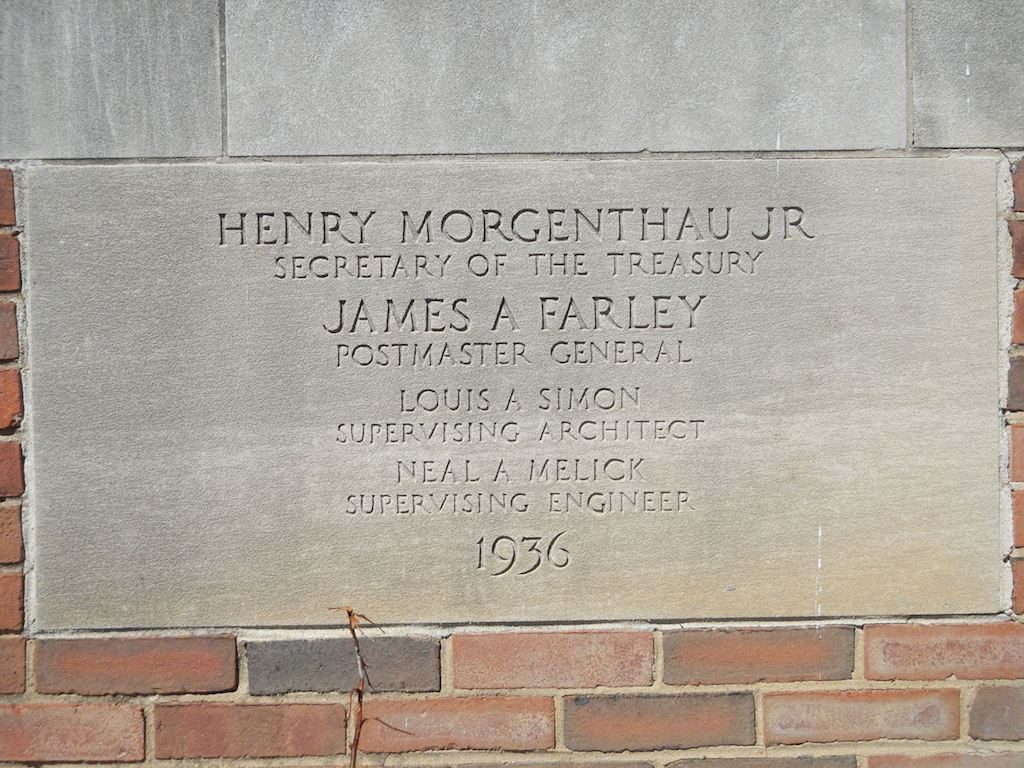 HENRY MORGENTHAU JR
SECRETARY OF THE TREASURY
JAMES A FARLEY
POSTMASTER GENERAL
LOUIS A SIMON
SUPERVISING ARCHITECT
NEAL A MELICK
SUPERVISING ENGINEER
1936